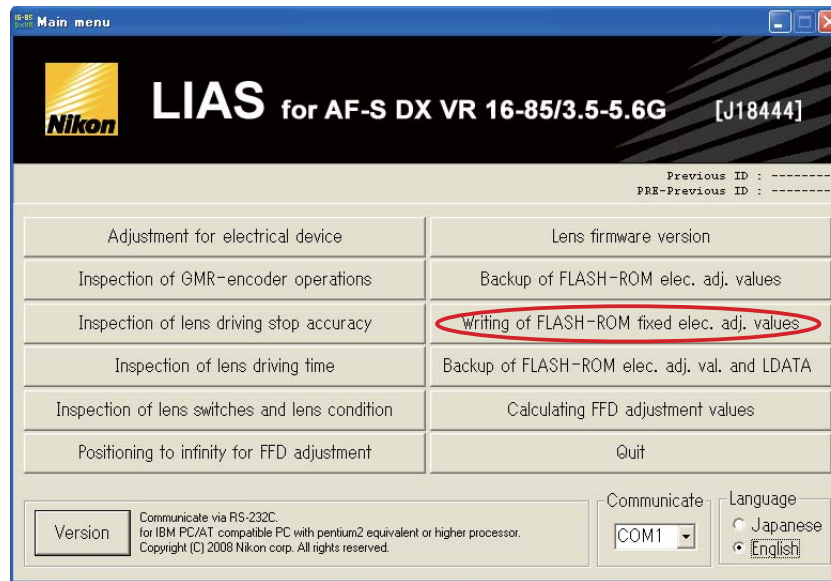 16-85
DXVR
Main menu
Nikon
LIAS for AF-S DX VR 16-85/3.5-5.6G [J18444]
Previous ID : --------
PRE-Previous ID : --------
Adjustment for electrical device
Lens firmware version
Inspection of GMR-encoder operations
Backup of FLASH-ROM elec. adj. values
Inspection of lens driving stop accuracy
Writing of FLASH-ROM fixed elec. adj. values
Inspection of lens driving time
Backup of FLASH-ROM elec. adj. val. and LDATA
Inspection of lens switches and lens condition
Calculating FFD adjustment values
Positioning to infinity for FFD adjustment
Quit
Version
Communicate via RS-232C.
for IBM PC/AT compatible PC with pentium2 equivalent or higher processor.
Copyright (C) 2008 Nikon corp. All rights reserved.
Communicate
COM1
Language
Japanese
English